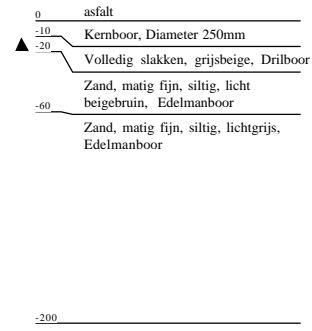 0 asfalt
-10 Kernboor, Diameter 250mm
-20 Volledig slakken, grijsbeige, Drilboor
Zand, matig fijn, siltig, licht
beigebruin, Edelmanboor
-60
Zand, matig fijn, siltig, lichtgrijs,
Edelmanboor
-200